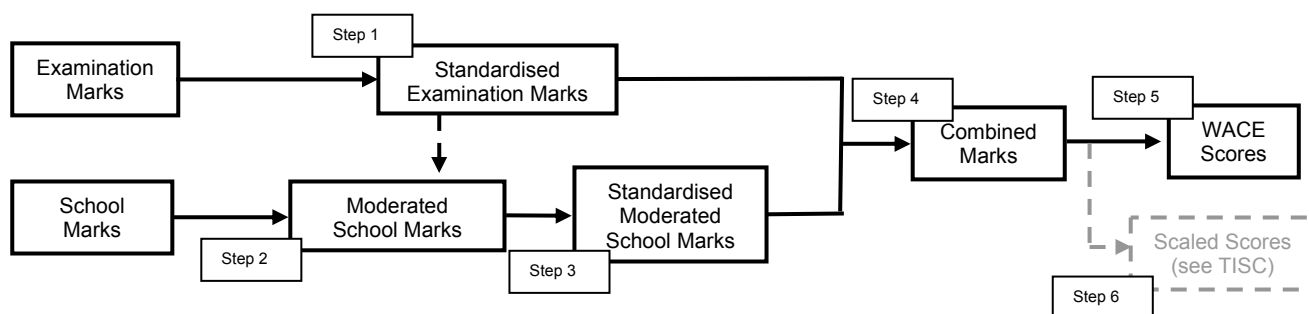 Step 1
Examination
Marks
Standardised
Examination Marks
Step 4
Combined
Marks
Step 5
WACE
Scores
School
Marks
Step 2
Moderated
School Marks
Step 3
Standardised
Moderated
School Marks
Scaled Scores
(see TISC)
Step 6